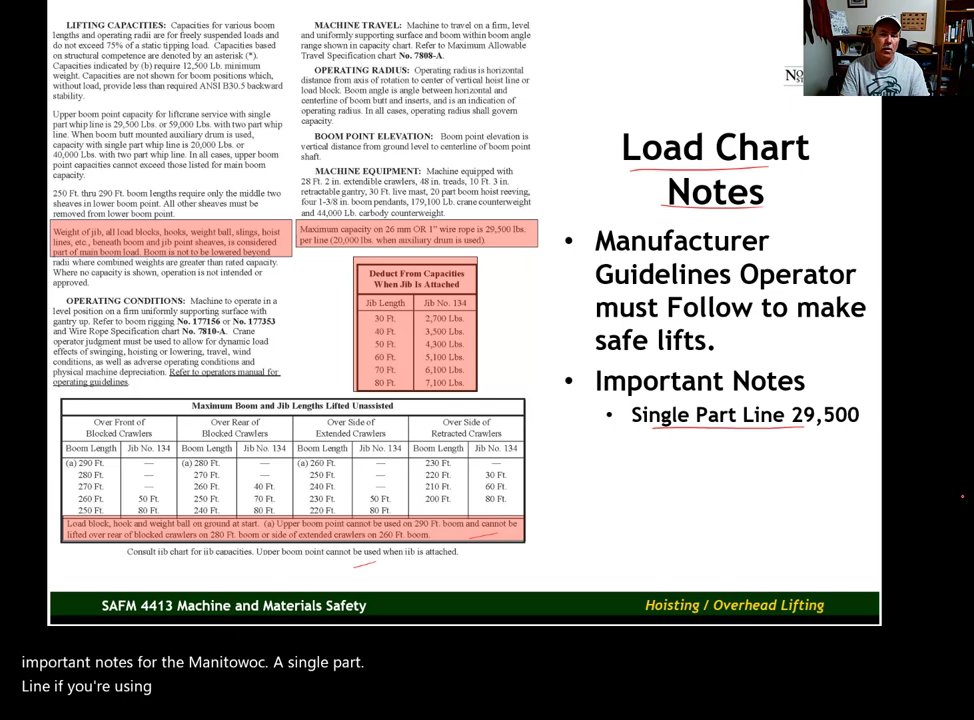 LIFTING CAPACITIES: Capacities for various boom
lengths and operating radii are for freely suspended loads and
do not exceed 75% of a static tipping load. Capacities based
on structural competence are denoted by an asterisk (*).
Capacities indicated by (b) require 12,500 Lb. minimum
weight. Capacities are not shown for boom positions which,
without load, provide less than required ANSI B30.5 backward
stability.
Upper boom point capacity for liftcrane service with single
part whip line is 29,500 Lbs. or 59,000 Lbs. with two part whip
line. When boom butt mounted auxiliary drum is used,
capacity with single part whip line is 20,000 Lbs. or
40,000 Lbs. with two part whip line. In all cases, upper boom
point capacities cannot exceed those listed for main boom
capacity.
250 Ft. thru 290 Ft. boom lengths require only the middle two
sheaves in lower boom point. All other sheaves must be
removed from lower boom point.
Weight of jib, all load blocks, hooks, weight ball, slings, hoist
lines, etc., beneath boom and jib point sheaves, is considered
part of main boom load. Boom is not to be lowered beyond
radii where combined weights are greater than rated capacity.
Where no capacity is shown, operation is not intended or
approved.
OPERATING CONDITIONS: Machine to operate in a
level position on a firm uniformly supporting surface with
gantry up. Refer to boom rigging No. 177156 or No. 177353
and Wire Rope Specification chart No. 7810-A. Crane
operator judgment must be used to allow for dynamic load
effects of swinging, hoisting or lowering, travel, wind
conditions, as well as adverse operating conditions and
physical machine depreciation. Refer to operators manual for
operating guidelines.
MACHINE TRAVEL: Machine to travel on a firm, level
and uniformly supporting surface and boom within boom angle
range shown in capacity chart. Refer to Maximum Allowable
Travel Specification chart No. 7808-A.
OPERATING RADIUS: Operating radius is horizontal
distance from axis of rotation to center of vertical hoist line or
load block. Boom angle is angle between horizontal and
centerline of boom butt and inserts, and is an indication of
operating radius. In all cases, operating radius shall govern
capacity.
BOOM POINT ELEVATION: Boom point elevation is
vertical distance from ground level to centerline of boom point
shaft.
MACHINE EQUIPMENT: Machine equipped with
28 Ft. 2 in. extendible crawlers, 48 in. treads, 10 Ft. 3 in.
retractable gantry, 30 Ft. live mast, 20 part boom hoist reeving,
four 1-3/8 in. boom pendants, 179,100 Lb. crane counterweight
and 44,000 Lb. carbody counterweight.
Maximum capacity on 26 mm OR 1" wire rope is 29,500 lbs.
per line (20,000 lbs. when auxiliary drum is used).
Deduct From Capacities
When Jib Is Attached
Jib Length Jib No. 134
30 Ft. 2,700 Lbs.
40 Ft. 3,500 Lbs.
50 Ft. 4,300 Lbs.
60 Ft. 5,100 Lbs.
70 Ft. 6,100 Lbs.
80 Ft. 7,100 Lbs.
Maximum Boom and Jib Lengths Lifted Unassisted
Over Front of Over Rear of Over Side of Over Side of
Blocked Crawlers Blocked Crawlers Extended Crawlers Retracted Crawlers
Boom Length Jib No. 134 Boom Length Jib No. 134 Boom Length Jib No. 134 Boom Length Jib No. 134
(a) 290 Ft. — (a) 280 Ft. — (a) 260 Ft. — 230 Ft. —
280 Ft. — 270 Ft. — 250 Ft. — 220 Ft. 30 Ft.
270 Ft. — 260 Ft. 40 Ft. 240 Ft. — 210 Ft. 60 Ft.
260 Ft. 50 Ft. 250 Ft. 70 Ft. 230 Ft. 50 Ft. 200 Ft. 80 Ft.
250 Ft. 80 Ft. 240 Ft. 80 Ft. 220 Ft. 80 Ft.
Load block, hook and weight ball on ground at start. (a) Upper boom point cannot be used on 290 Ft. boom and cannot be
lifted over rear of blocked crawlers on 280 Ft. boom or side of extended crawlers on 260 Ft. boom.
Consult jib chart for jib capacities. Upper boom point cannot be used when jib is attached.
Load Chart
Notes
• Manufacturer
Guidelines Operator
must Follow to make
safe lifts.
• Important Notes
• Single Part Line 29,500
SAFM 4413 Machine and Materials Safety
Hoisting / Overhead Lifting
important notes for the Manitowoc. A single part.
Line if you're using